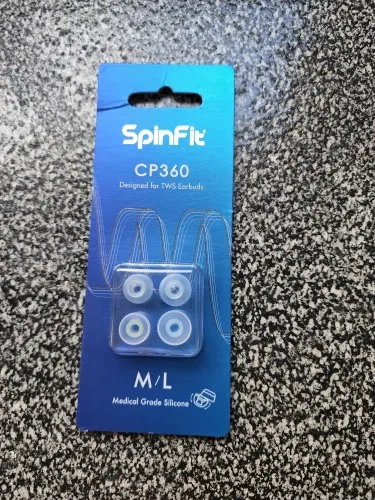 SpinFit
CP360
Designed for TWS Earbuds
M/L
Medical Grade Silicone